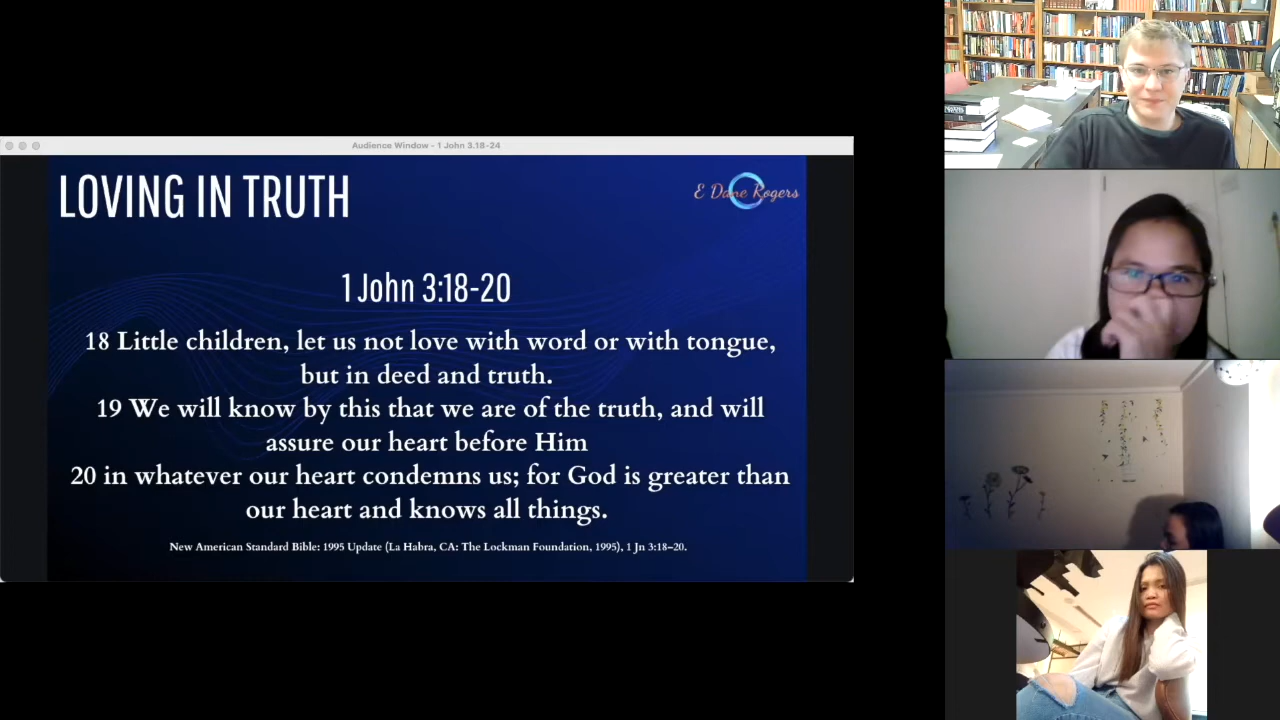 Audience Window - 1 John 3.18-24
LOVING IN TRUTH
E Dane Rogers
1 John 3:18-20
18 Little children, let us not love with word or with tongue,
but in deed and truth.
19 We will know by this that we are of the truth, and will
assure our heart before Him
20 in whatever our heart condemns us; for God is greater than
our heart and knows all things.
New American Standard Bible: 1995 Update (La Habra, CA: The Lockman Foundation, 1995), 1 Jn 3:18–20.